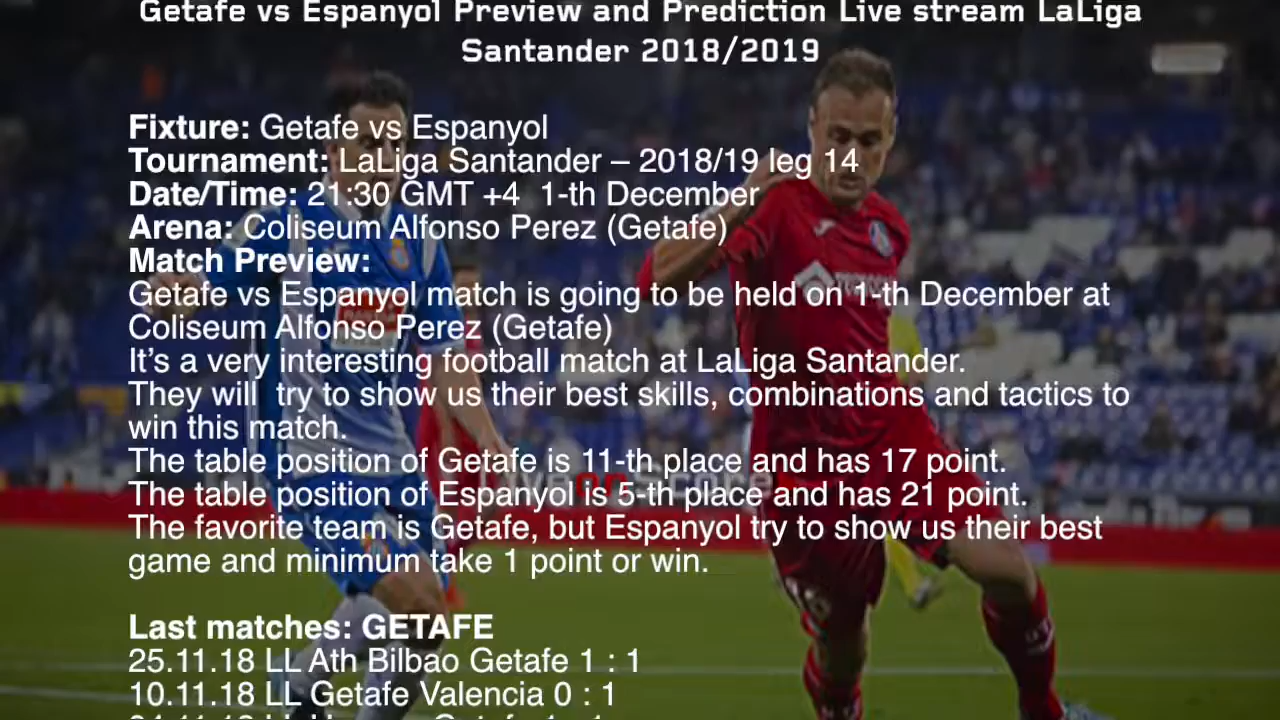 Getafe vs Espanyol Preview and Prediction Live stream LaLiga
Santander 2018/2019
Fixture: Getafe vs Espanyol
Tournament: LaLiga Santander – 2018/19 leg 14
Date/Time: 21:30 GMT +4  1-th December
Arena: Coliseum Alfonso Perez (Getafe)
Match Preview:
Getafe vs Espanyol match is going to be held on 1-th December at
Coliseum Alfonso Perez (Getafe)
It’s a very interesting football match at LaLiga Santander.
They will  try to show us their best skills, combinations and tactics to
win this match.
The table position of Getafe is 11-th place and has 17 point.
The table position of Espanyol is 5-th place and has 21 point.
The favorite team is Getafe, but Espanyol try to show us their best
game and minimum take 1 point or win.
Last matches: GETAFE
25.11.18 LL Ath Bilbao Getafe 1 : 1
10.11.18 LL Getafe Valencia 0 : 1